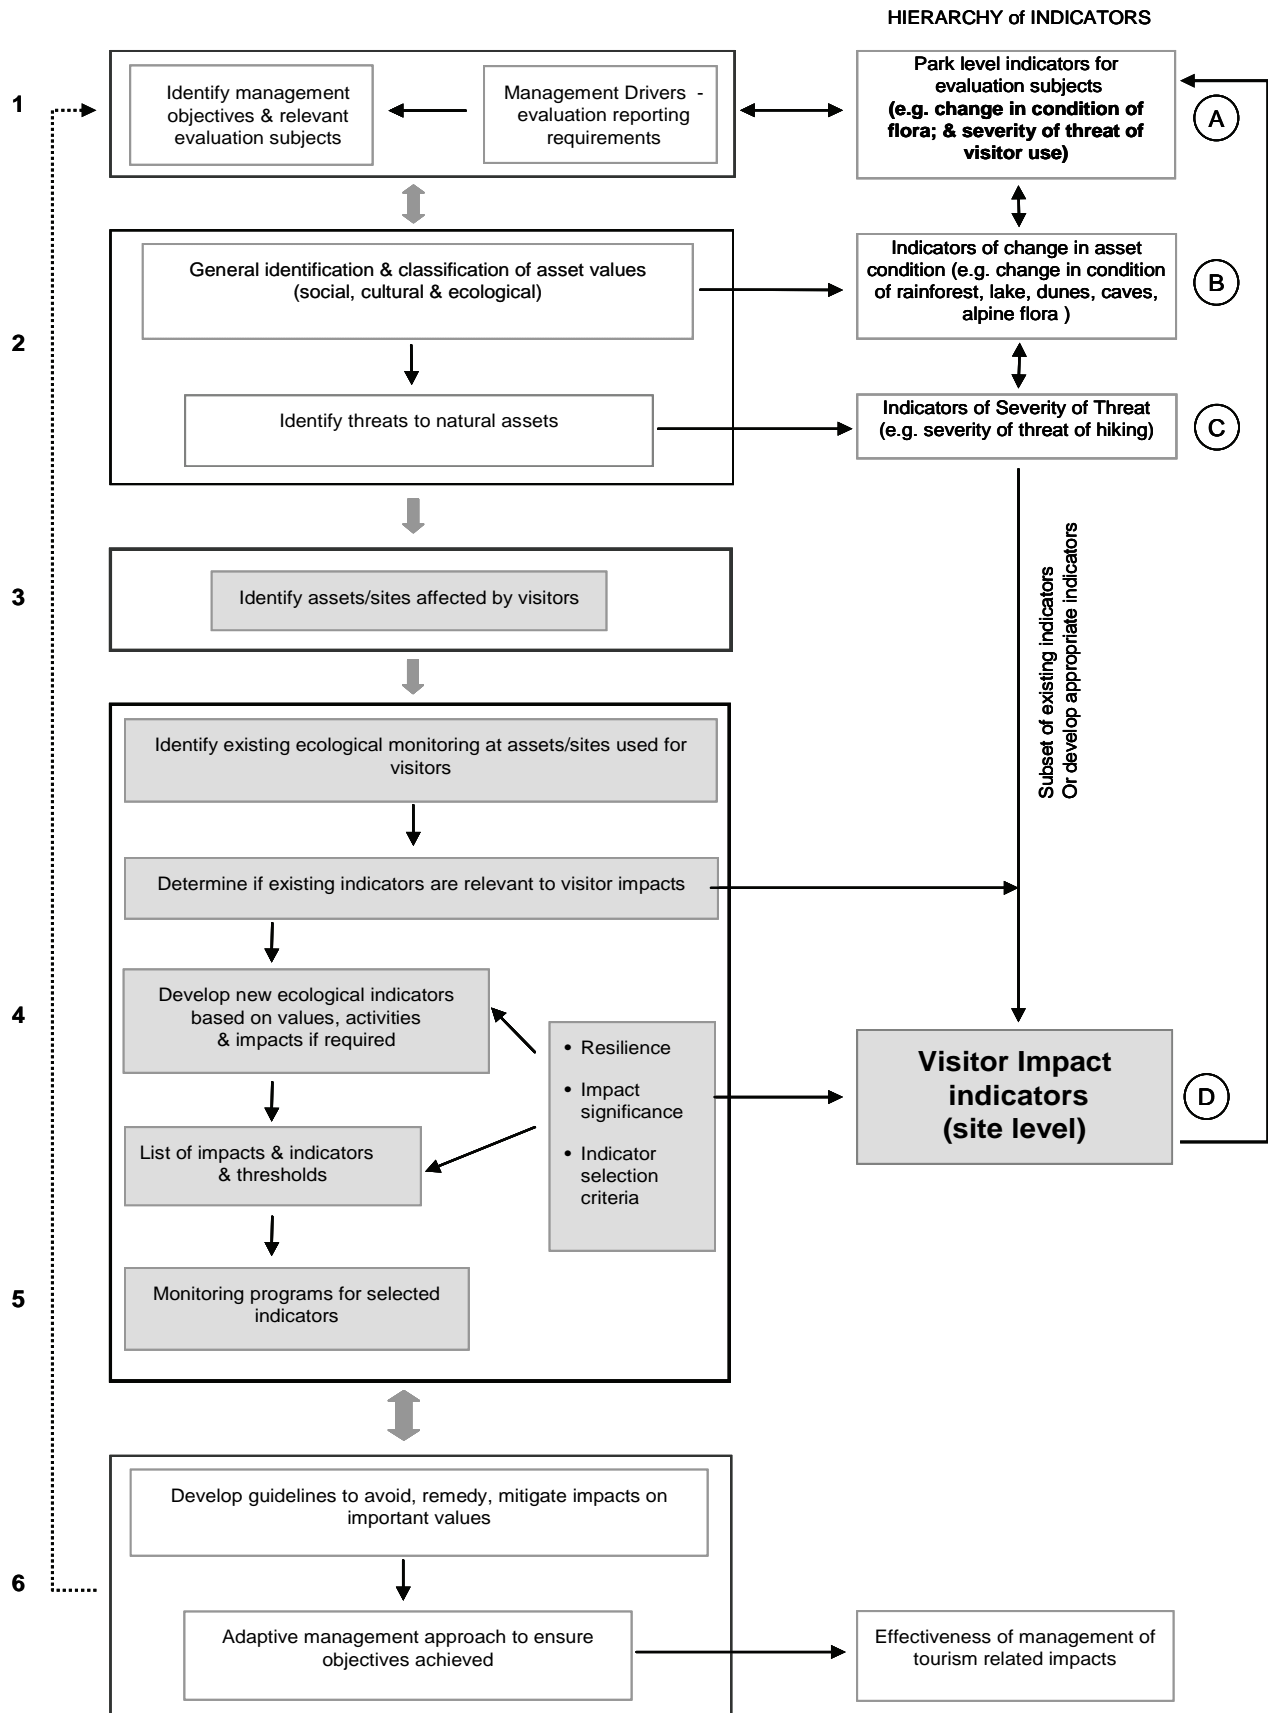 HIERARCHY of INDICATORS
1
Identify management
objectives & relevant
evaluation subjects
Management Drivers -
evaluation reporting
requirements
Park level indicators for
evaluation subjects
(e.g. change in condition of
flora; & severity of threat of
visitor use)
A
2
General identification & classification of asset values
(social, cultural & ecological)
Indicators of change in asset
condition (e.g. change in condition
of rainforest, lake, dunes, caves,
alpine flora )
B
Identify threats to natural assets
Indicators of Severity of Threat
(e.g. severity of threat of hiking)
C
Subset of existing indicators
Or develop appropriate indicators
3
Identify assets/sites affected by visitors
4
Identify existing ecological monitoring at assets/sites used for
visitors
Determine if existing indicators are relevant to visitor impacts
Develop new ecological indicators
based on values, activities
& impacts if required
• Resilience
• Impact
significance
• Indicator
selection
criteria
Visitor Impact
indicators
(site level)
D
List of impacts & indicators
& thresholds
5
Monitoring programs for selected
indicators
6
Develop guidelines to avoid, remedy, mitigate impacts on
important values
Adaptive management approach to ensure
objectives achieved
Effectiveness of management of
tourism related impacts